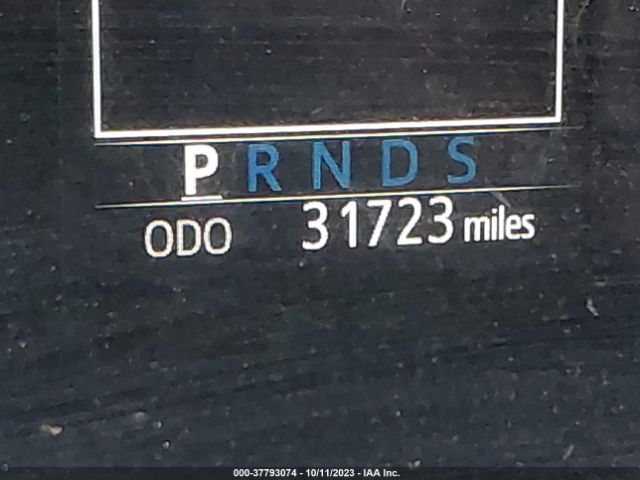 P R N D S
ODO 31723 miles
000-37793074 - 10/11/2023 - IAA Inc.